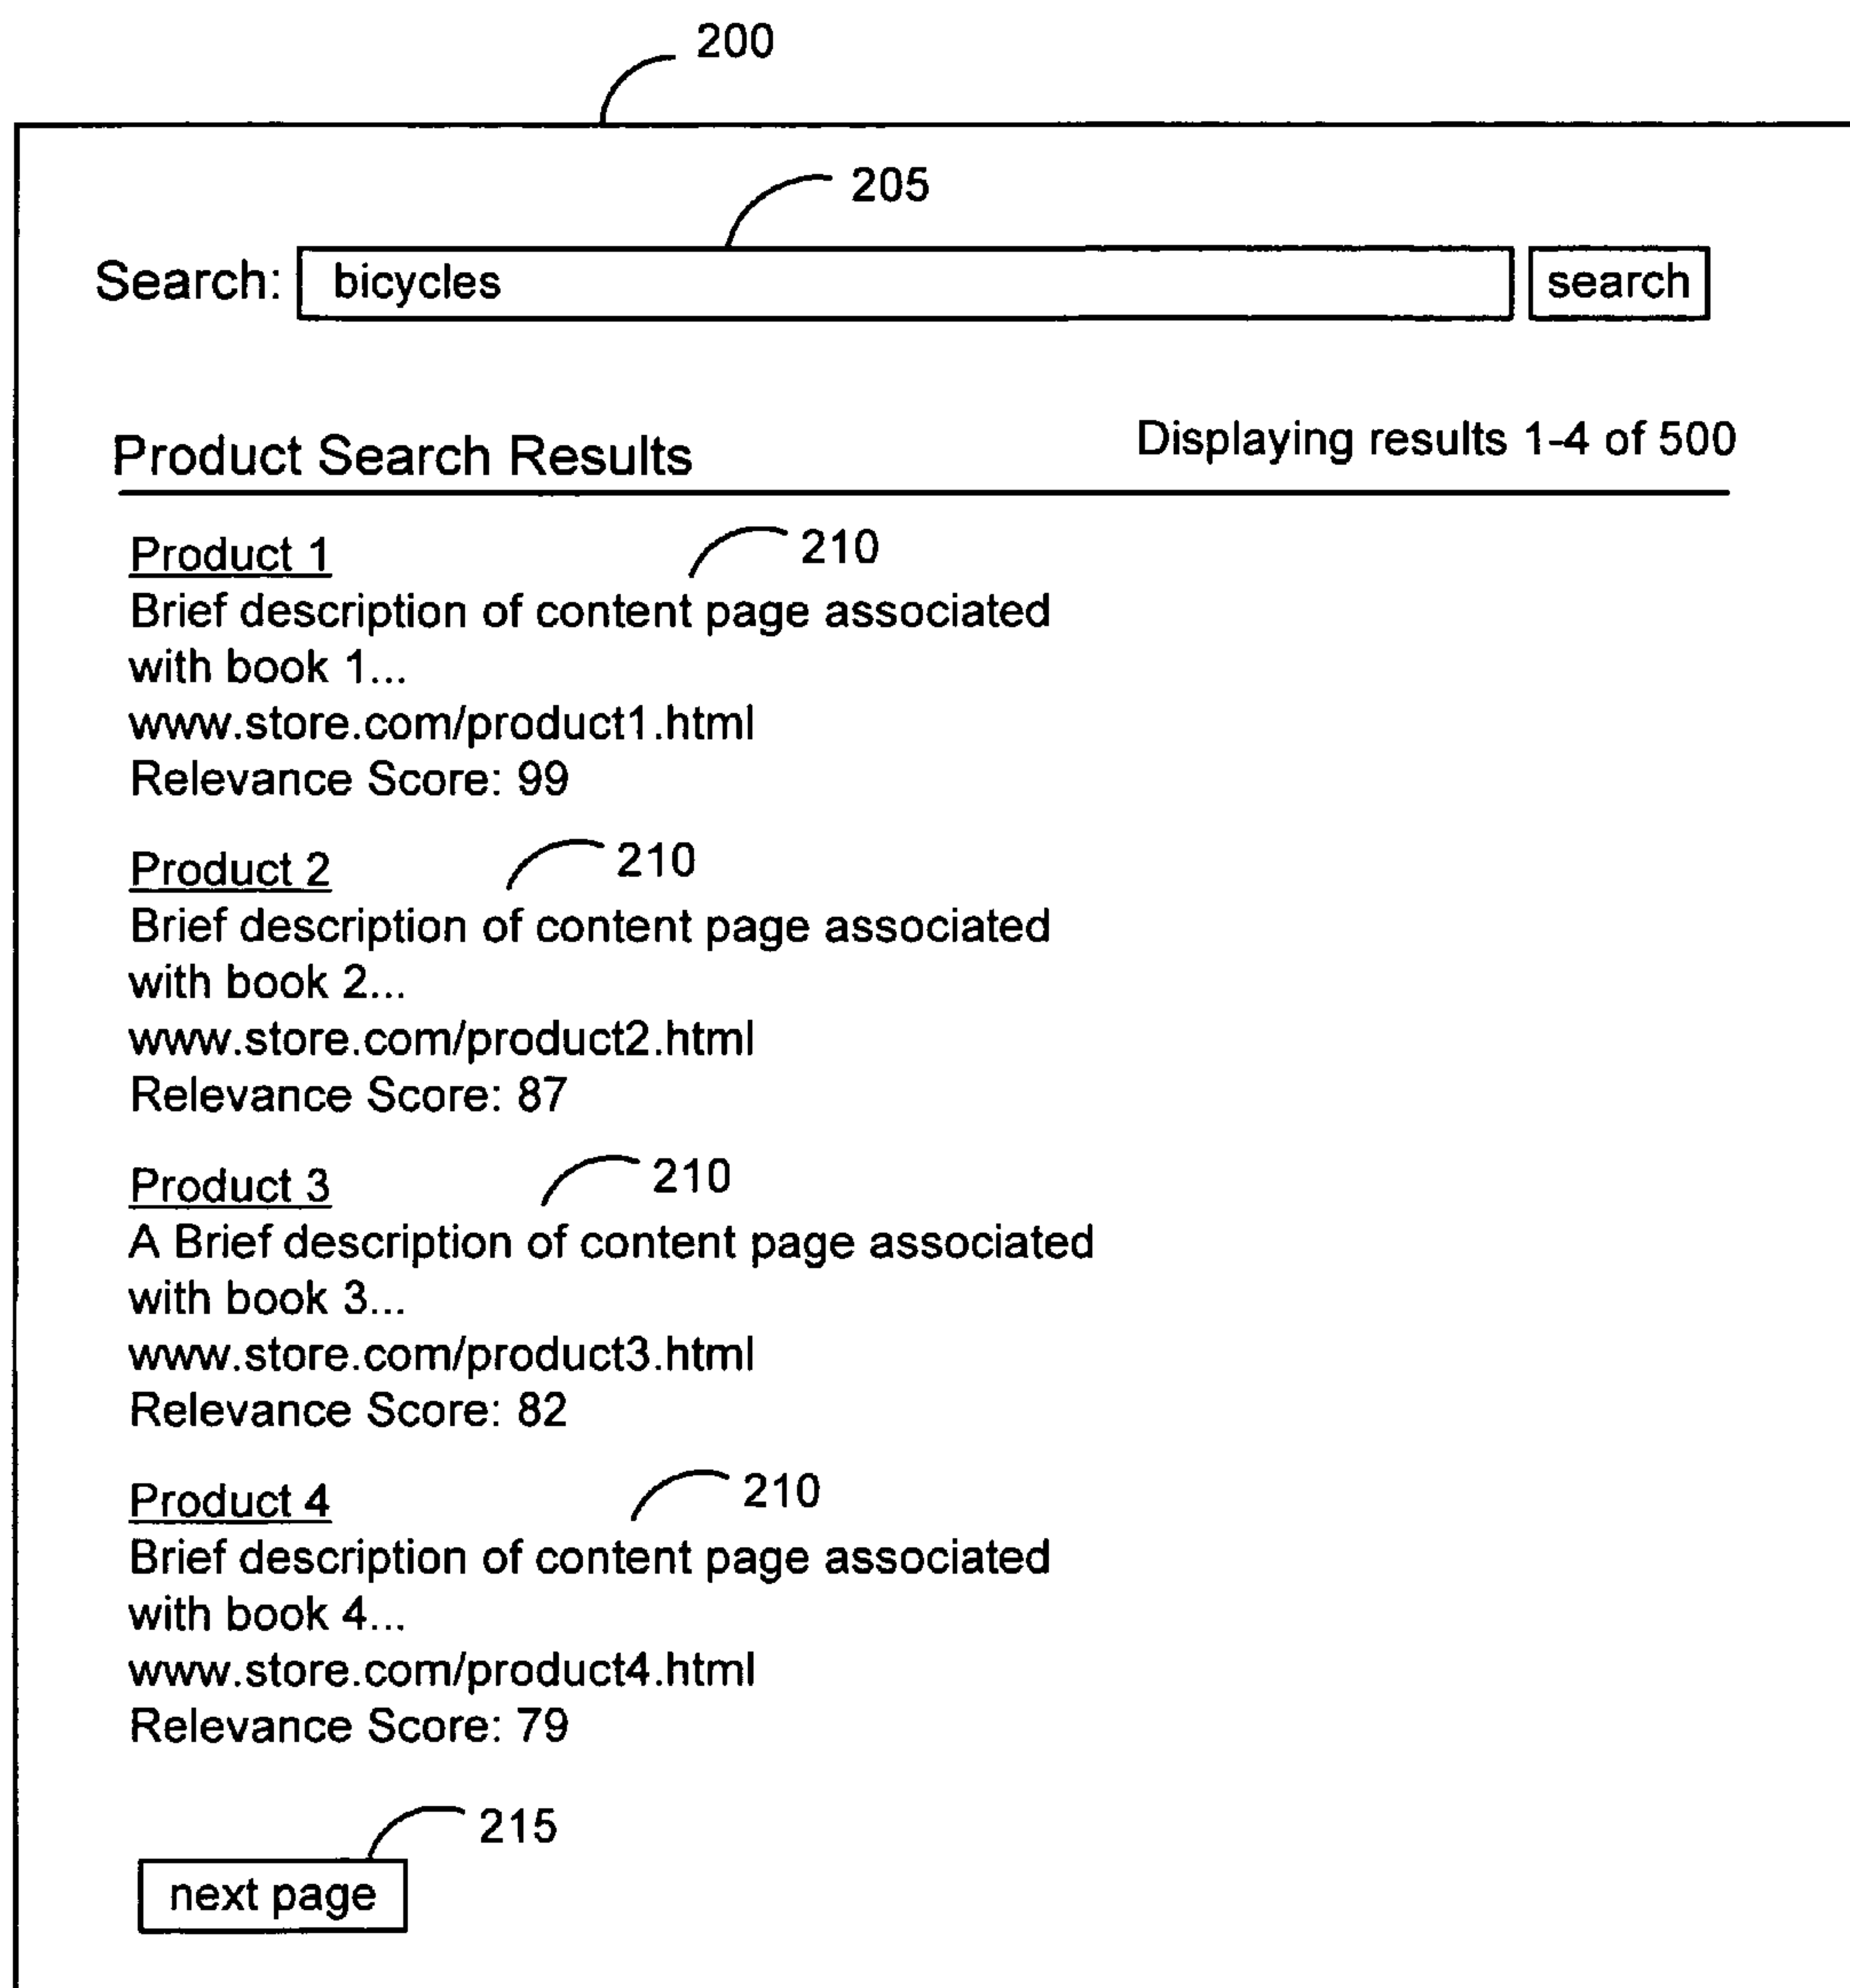 200
205
Search: bicycles search
Product Search Results Displaying results 1-4 of 500
Product 1 210
Brief description of content page associated
with book 1...
www.store.com/product1.html
Relevance Score: 99
Product 2 210
Brief description of content page associated
with book 2...
www.store.com/product2.html
Relevance Score: 87
Product 3 210
A Brief description of content page associated
with book 3...
www.store.com/product3.html
Relevance Score: 82
Product 4 210
Brief description of content page associated
with book 4...
www.store.com/product4.html
Relevance Score: 79
215
next page